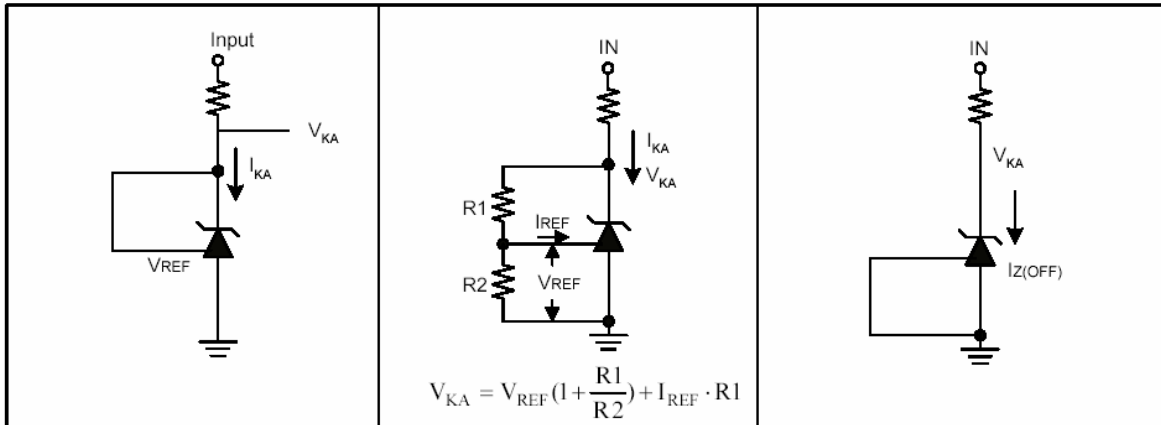 Input
VKA
IKA
VREF
IN
IKA
VKA
R1
IREF
VREF
R2
VKA = VREF(1+R1/R2)+IREF·R1
IN
VKA
IZ(OFF)